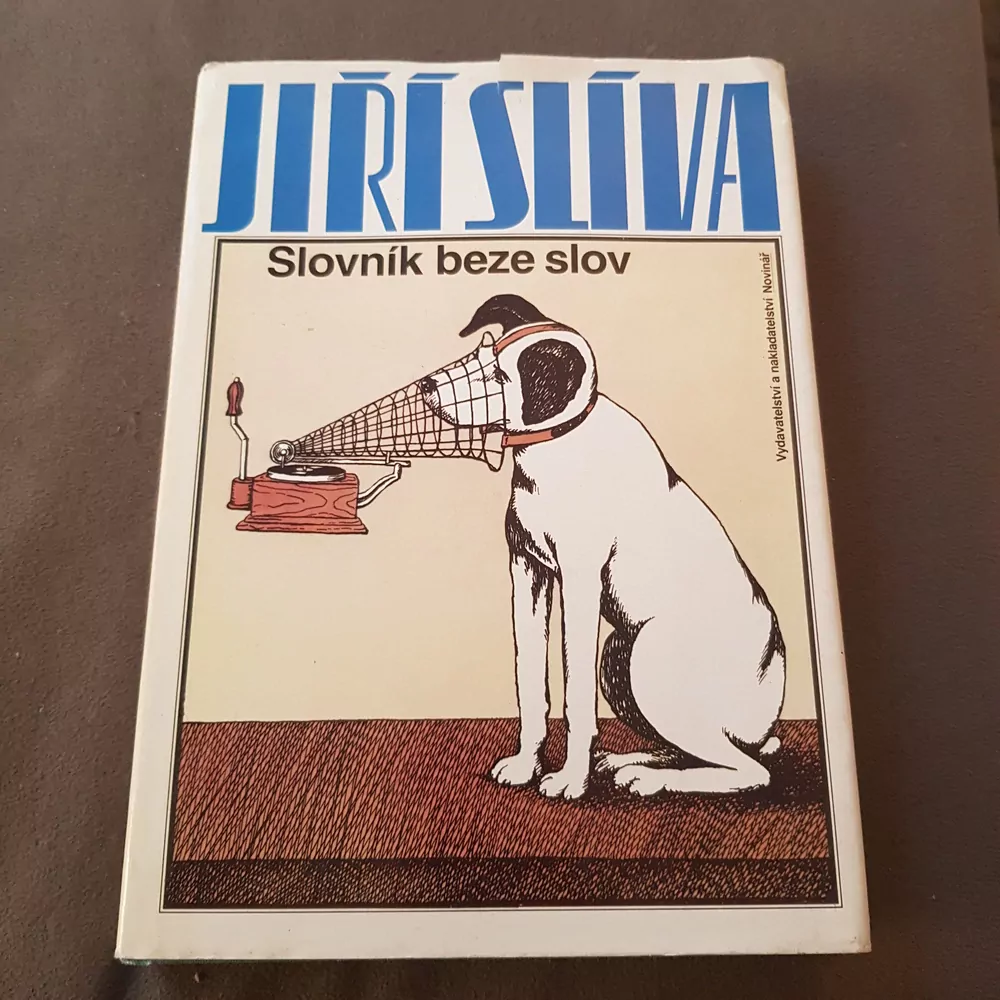 JIŘÍ SLÍVA
Slovník beze slov
Vydavatelství a nakladatelství Novinář